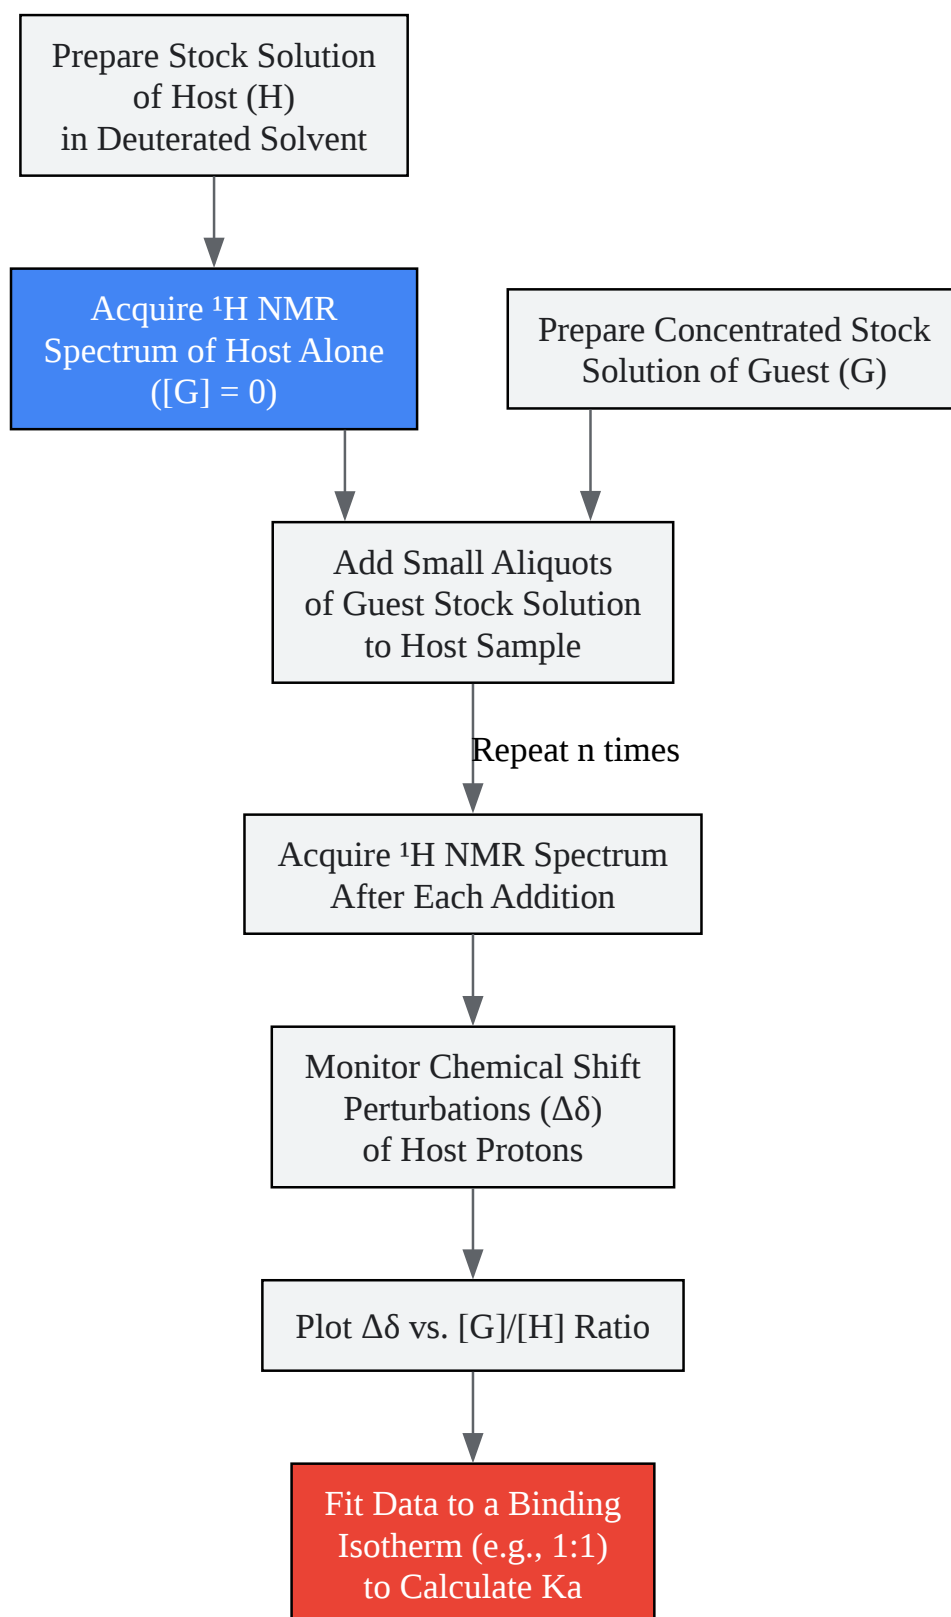 Prepare Stock Solution
of Host (H)
in Deuterated Solvent
Acquire ¹H NMR
Spectrum of Host Alone
([G] = 0)
Prepare Concentrated Stock
Solution of Guest (G)
Add Small Aliquots
of Guest Stock Solution
to Host Sample
Repeat n times
Acquire ¹H NMR Spectrum
After Each Addition
Monitor Chemical Shift
Perturbations (Δδ)
of Host Protons
Plot Δδ vs. [G]/[H] Ratio
Fit Data to a Binding
Isotherm (e.g., 1:1)
to Calculate Ka